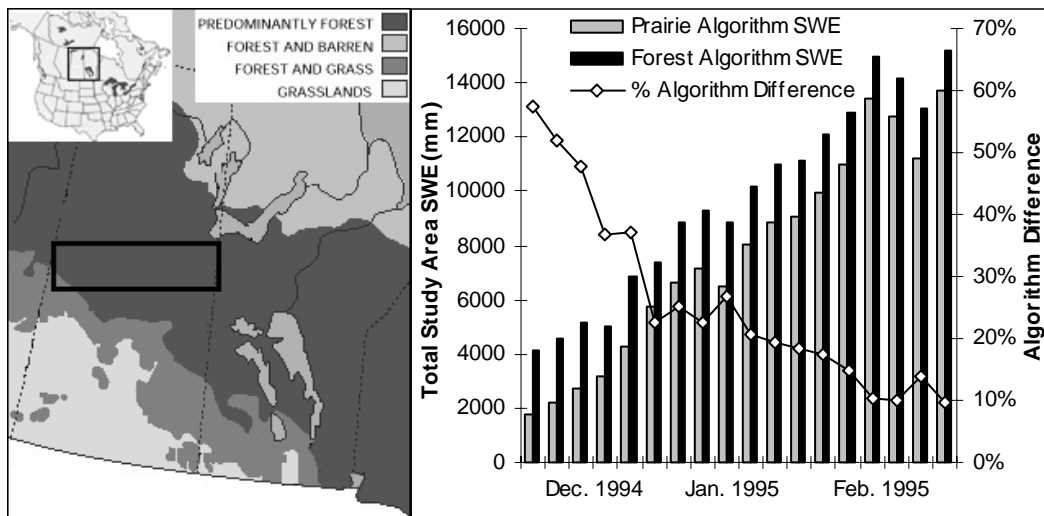 PREDOMINANTLY FOREST
FOREST AND BARREN
FOREST AND GRASS
GRASSLANDS
Total Study Area SWE (mm)
16000
14000
12000
10000
8000
6000
4000
2000
0
Prairie Algorithm SWE
Forest Algorithm SWE
% Algorithm Difference
70%
60%
50%
40%
30%
20%
10%
0%
Algorithm Difference
Dec. 1994
Jan. 1995
Feb. 1995